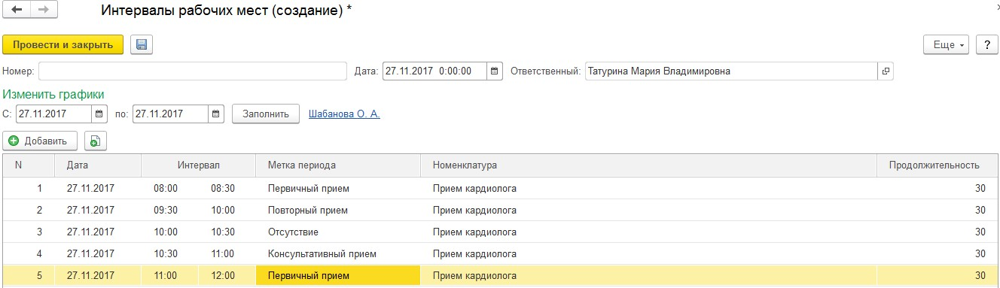 Интервалы рабочих мест (создание) *
Провести и закрыть Еще ?
Номер: Дата: 27.11.2017 0:00:00 Ответственный: Татурина Мария Владимировна
Изменить графики
С: 27.11.2017 по: 27.11.2017 Заполнить Шабанова О. А.
Добавить
N Дата Интервал Метка периода Номенклатура Продолжительность
1 27.11.2017 08:00 08:30 Первичный прием Прием кардиолога 30
2 27.11.2017 09:30 10:00 Повторный прием Прием кардиолога 30
3 27.11.2017 10:00 10:30 Отсутствие Прием кардиолога 30
4 27.11.2017 10:30 11:00 Консультативный прием Прием кардиолога 30
5 27.11.2017 11:00 12:00 Первичный прием Прием кардиолога 30